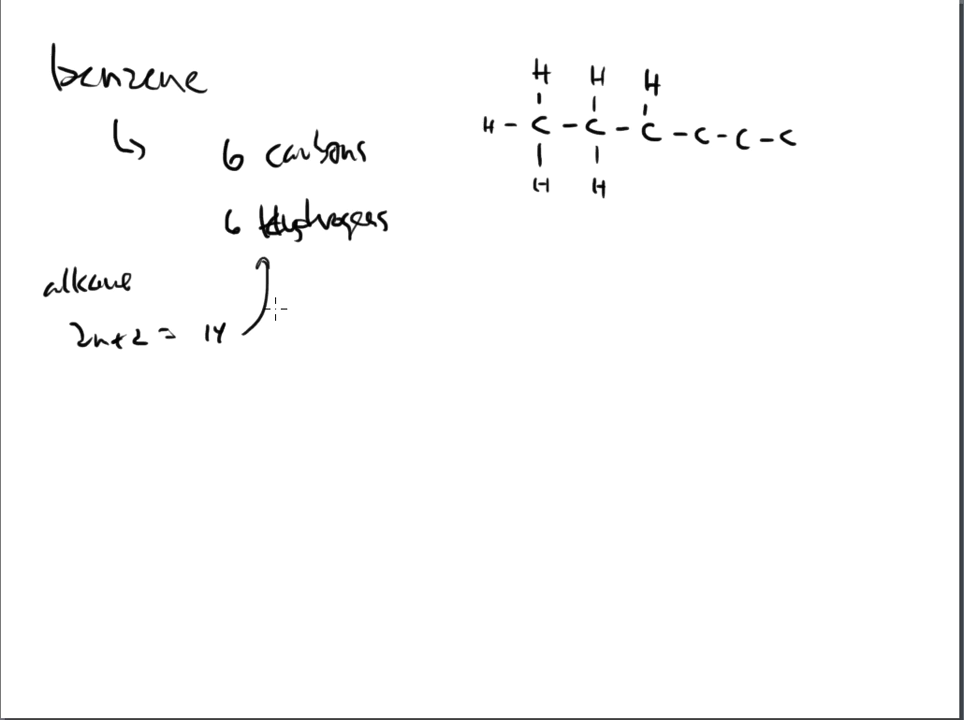 benzene
↳ 6 carbons
6 Hydrogens
alkane
2n+2 = 14
H H H
H - C - C - C - C - C - C
H H